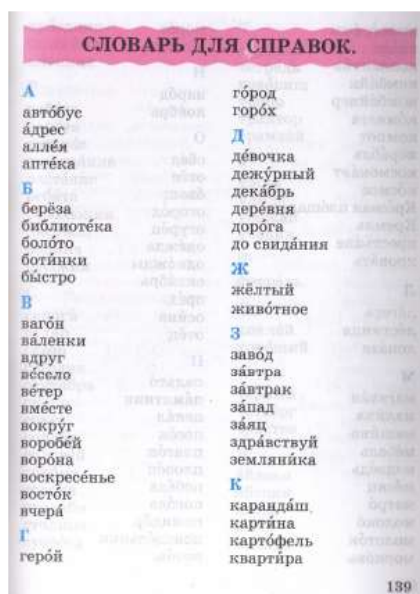 СЛОВАРЬ ДЛЯ СПРАВОК.
А
авто́бус
а́дрес
алле́я
апте́ка
Б
берёза
библиоте́ка
боло́то
боти́нки
бы́стро
В
ваго́н
ва́ленки
вдруг
ве́село
ве́тер
вме́сте
вокру́г
воробе́й
воро́на
воскресе́нье
восто́к
вчера́
Г
геро́й
го́род
горо́х
Д
де́вочка
дежу́рный
дека́брь
дере́вня
доро́га
до свида́ния
Ж
жёлтый
живо́тное
З
заво́д
за́втра
за́втрак
за́пад
за́яц
здра́вствуй
земляни́ка
К
каранда́ш
карти́на
карто́фель
кварти́ра
139